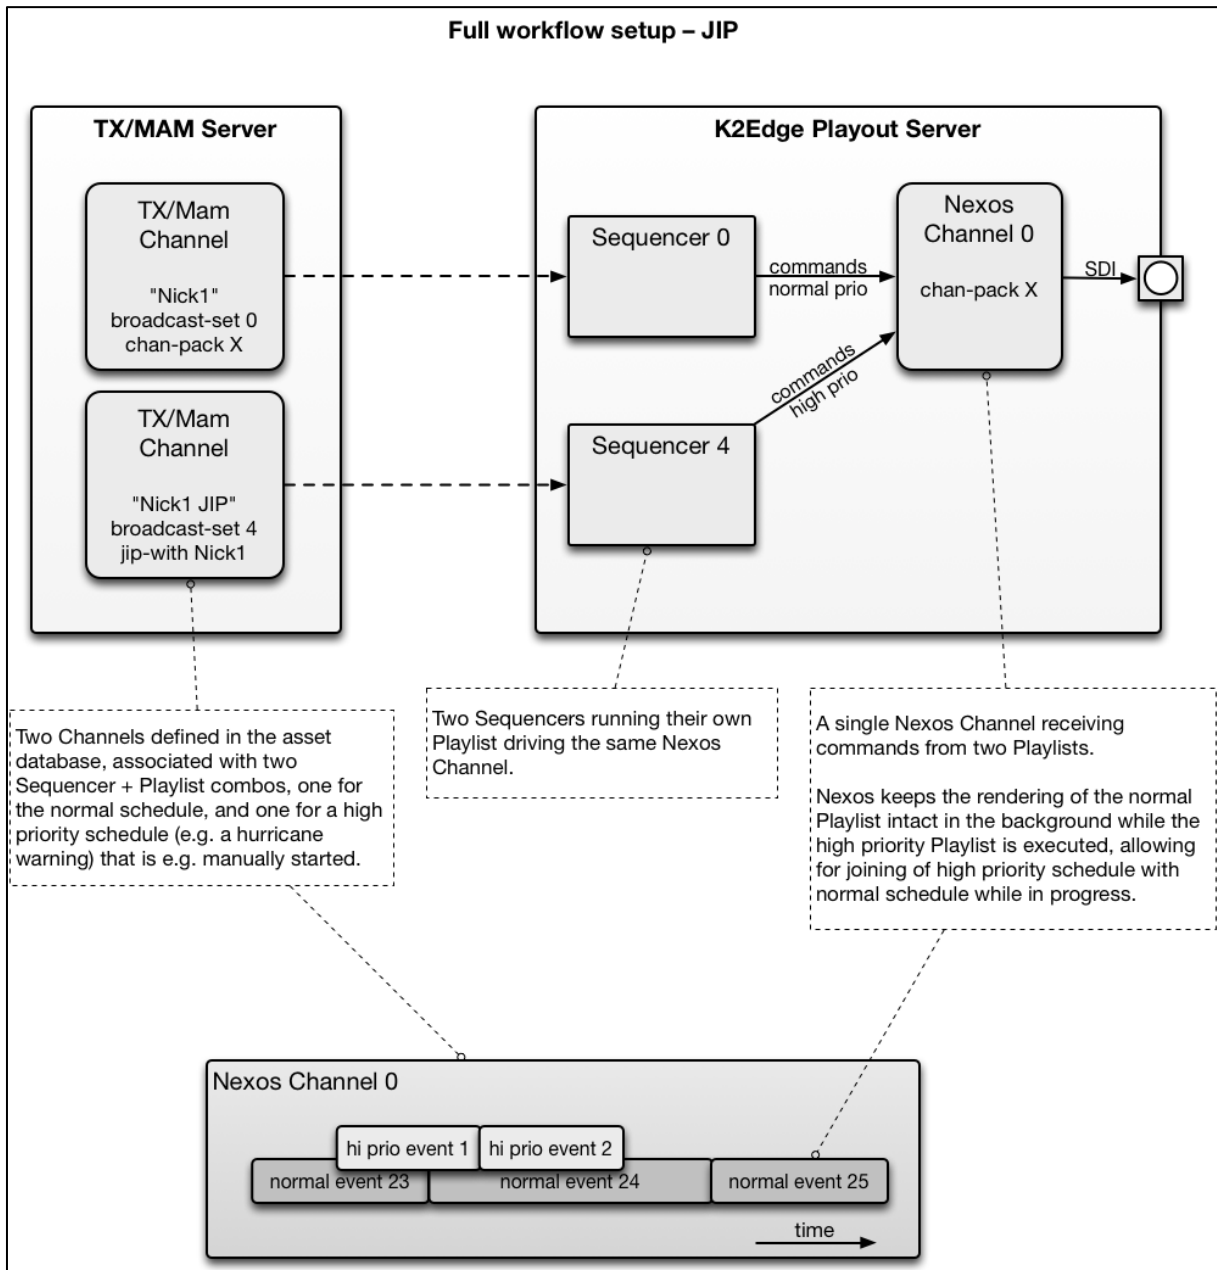 Full workflow setup – JIP
TX/MAM Server
TX/Mam
Channel
"Nick1"
broadcast-set 0
chan-pack X
TX/Mam
Channel
"Nick1 JIP"
broadcast-set 4
jip-with Nick1
K2Edge Playout Server
Sequencer 0
commands
normal prio
Sequencer 4
commands
high prio
Nexos
Channel 0
chan-pack X
SDI
Two Channels defined in the asset
database, associated with two
Sequencer + Playlist combos, one for
the normal schedule, and one for a high
priority schedule (e.g. a hurricane
warning) that is e.g. manually started.
Two Sequencers running their own
Playlist driving the same Nexos
Channel.
A single Nexos Channel receiving
commands from two Playlists.
Nexos keeps the rendering of the normal
Playlist intact in the background while the
high priority Playlist is executed, allowing
for joining of high priority schedule with
normal schedule while in progress.
Nexos Channel 0
hi prio event 1
hi prio event 2
normal event 23
normal event 24
normal event 25
time